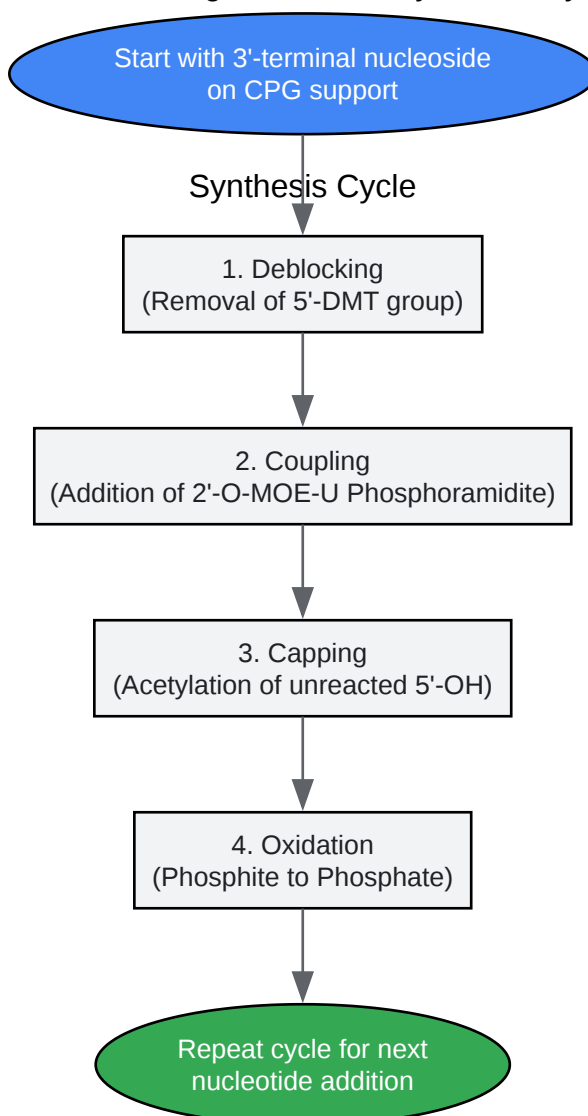 Start with 3'-terminal nucleoside
on CPG support
Synthesis Cycle
1. Deblocking
(Removal of 5'-DMT group)
2. Coupling
(Addition of 2'-O-MOE-U Phosphoramidite)
3. Capping
(Acetylation of unreacted 5'-OH)
4. Oxidation
(Phosphite to Phosphate)
Repeat cycle for next
nucleotide addition